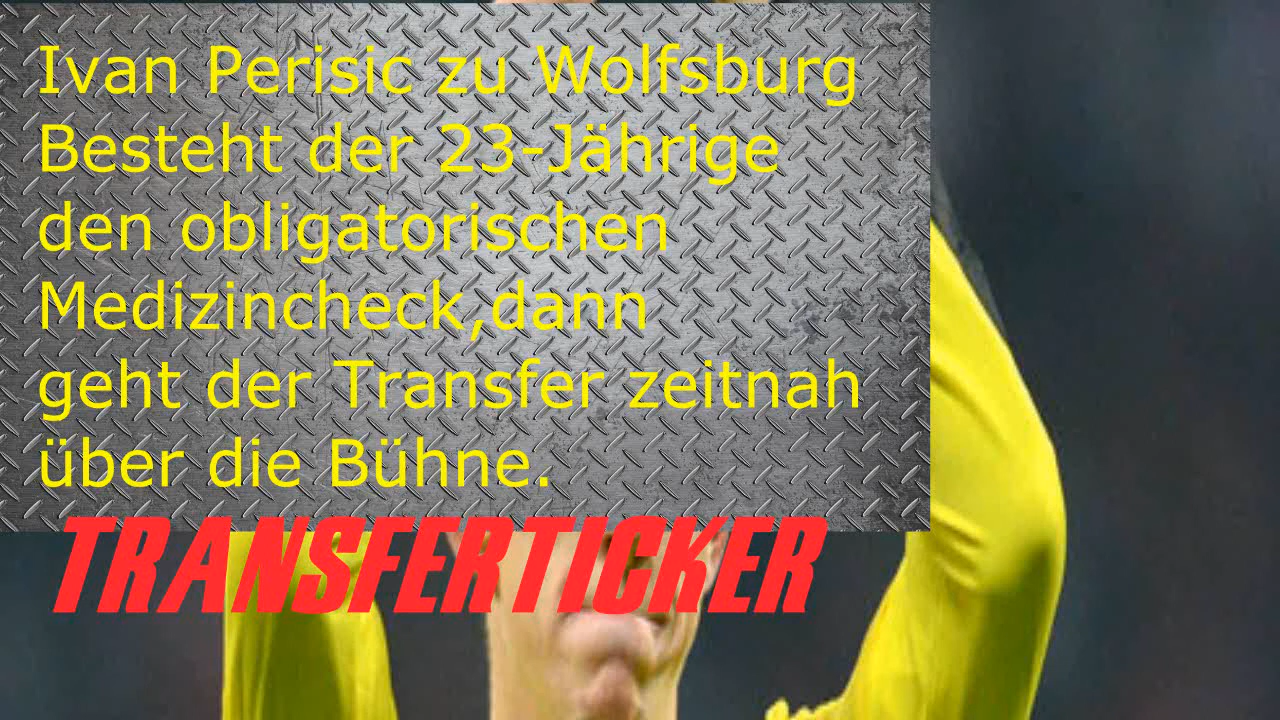 Ivan Perisic zu Wolfsburg
Besteht der 23-Jährige
den obligatorischen
Medizincheck,dann
geht der Transfer zeitnah
über die Bühne.
TRANSFERTICKER